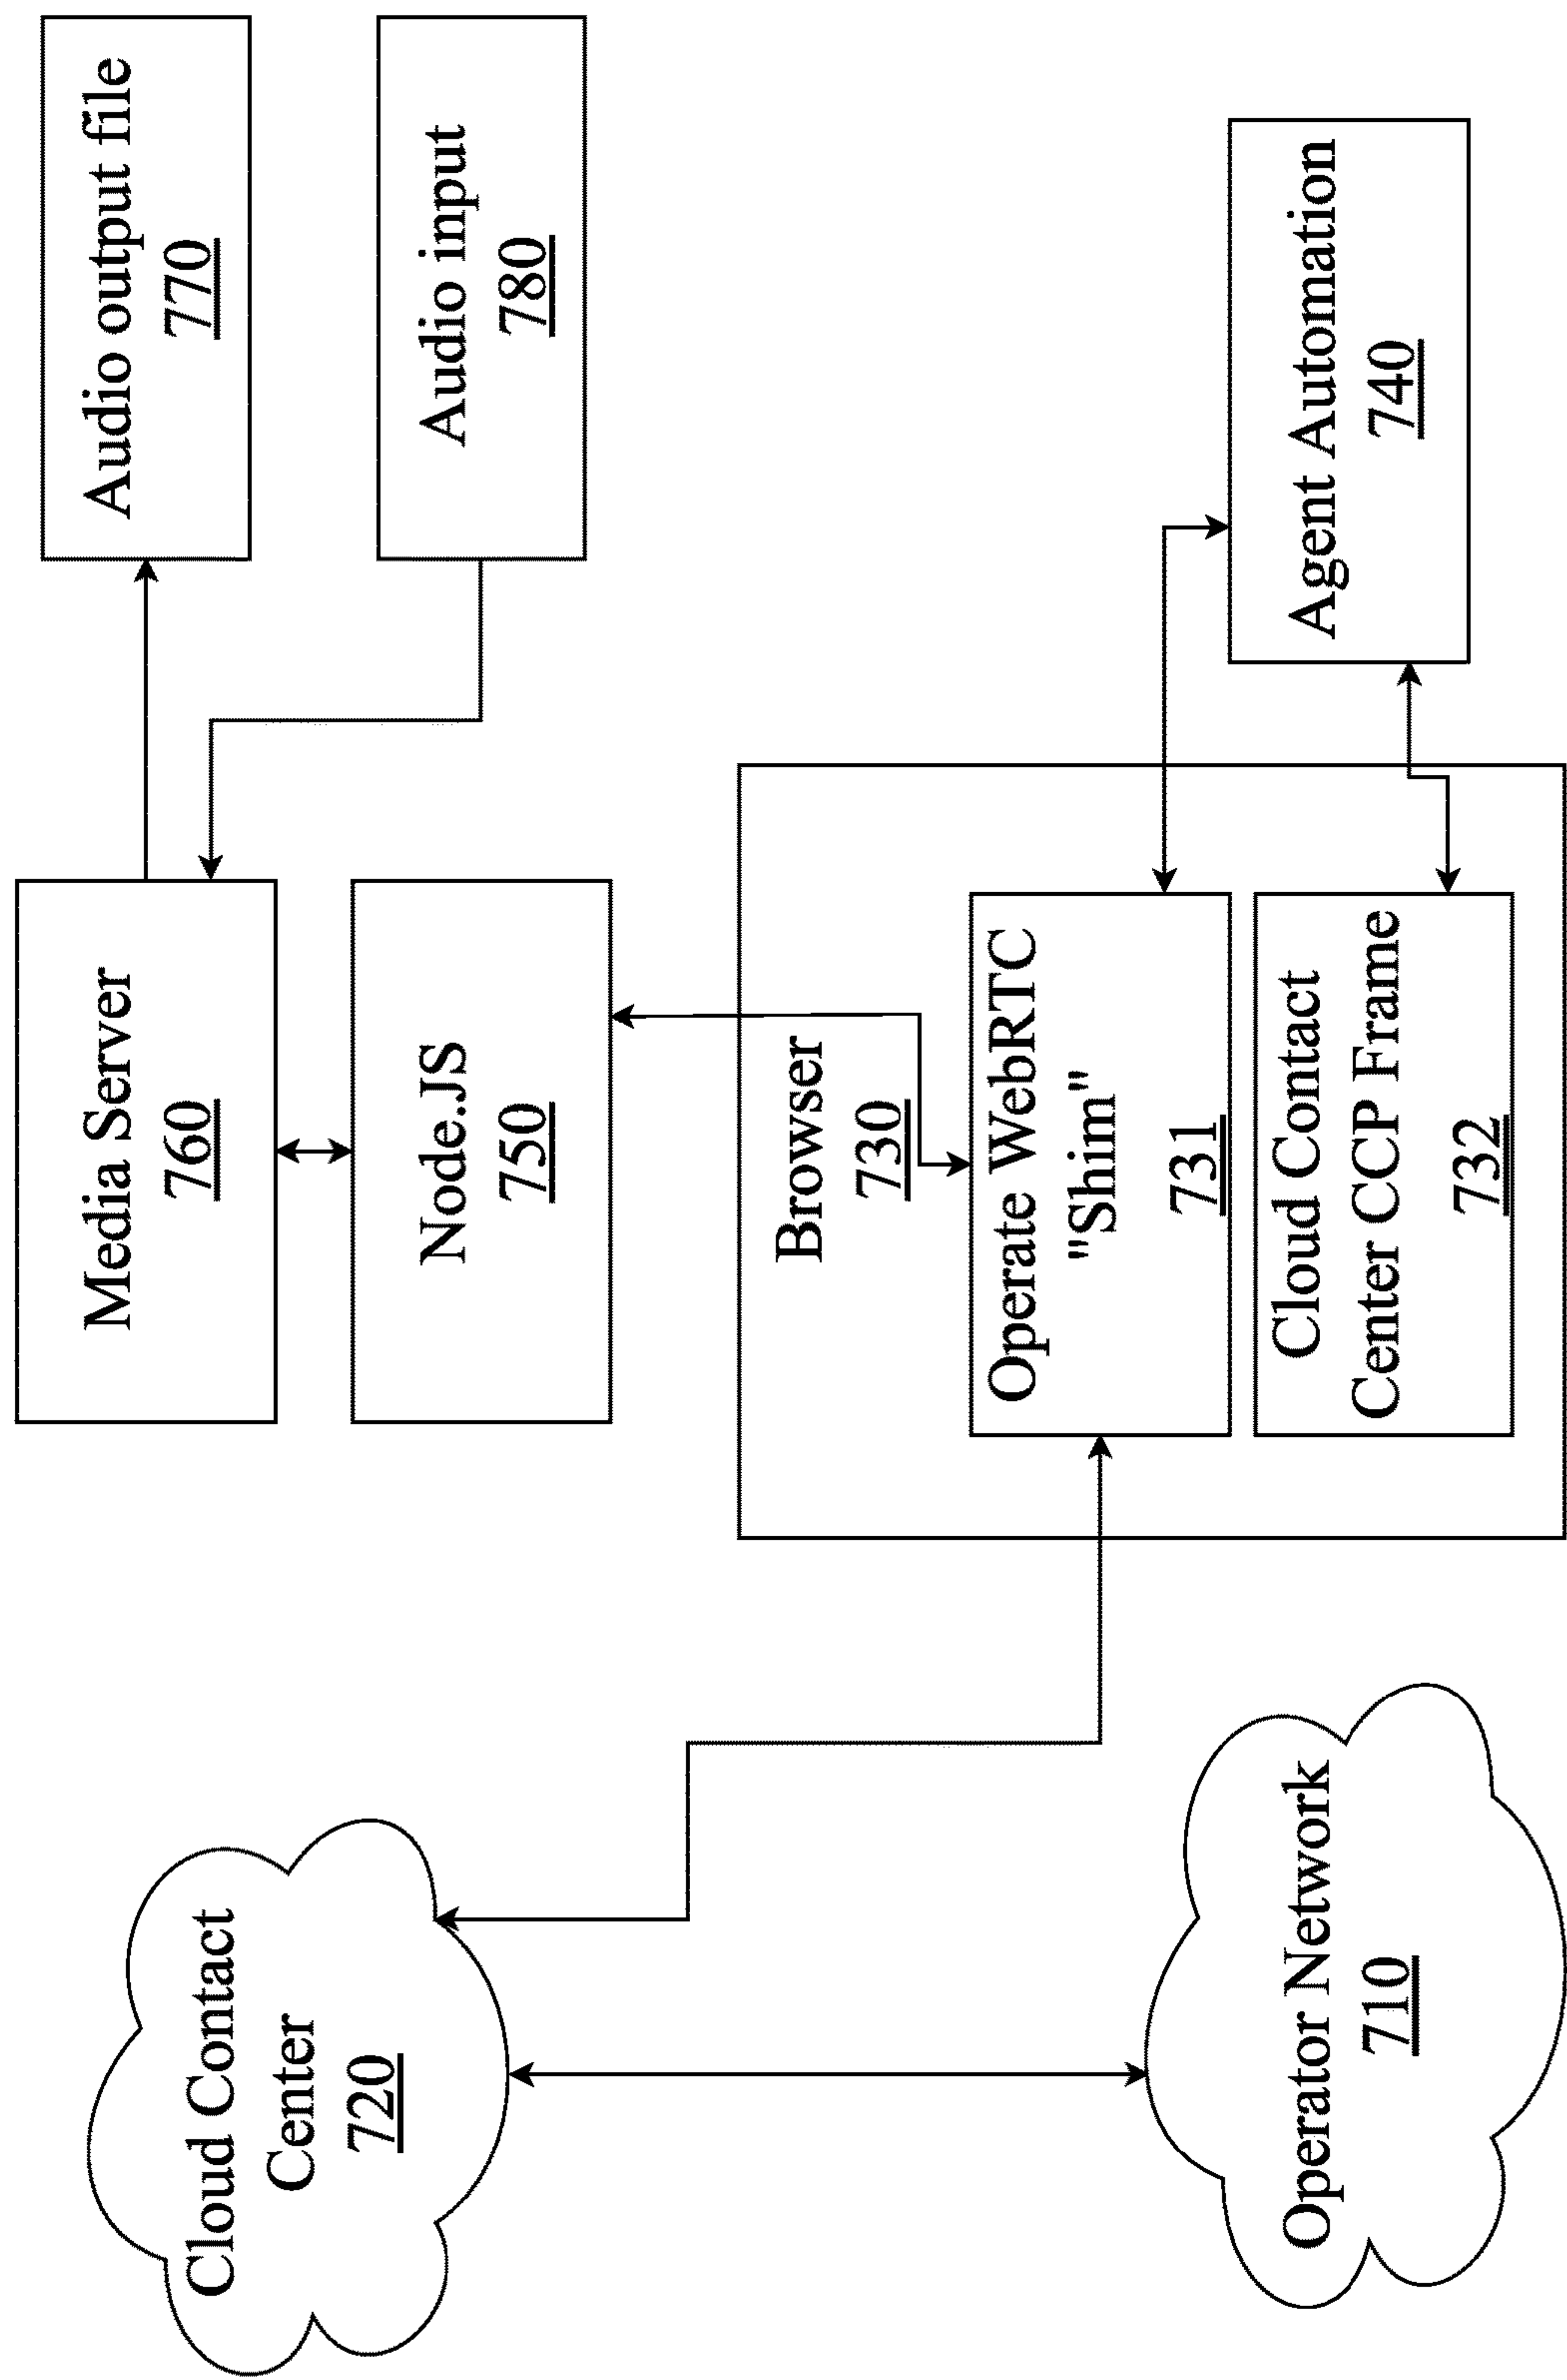 Cloud Contact
Center
720
Operator Network
710
Media Server
760
Node.JS
750
Browser
730
Operate WebRTC
"Shim"
731
Cloud Contact
Center CCP Frame
732
Audio output file
770
Audio input
780
Agent Automation
740